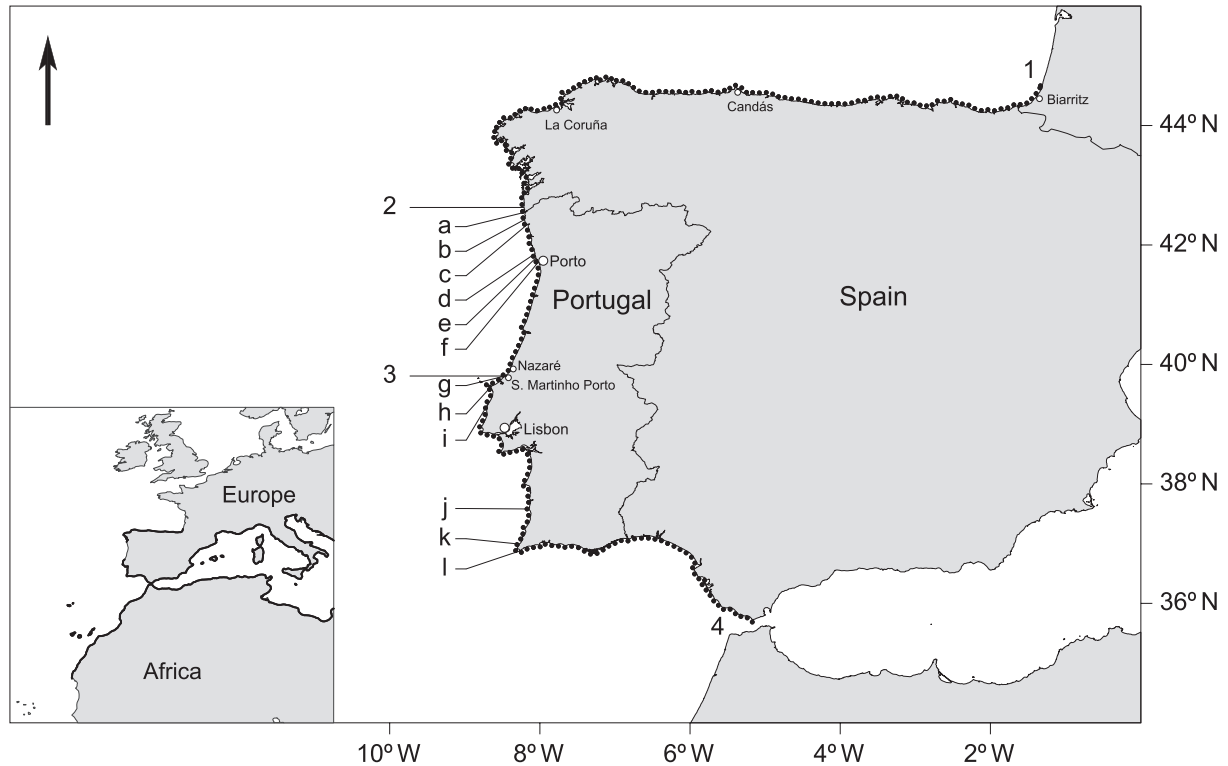 1
Biarritz
Candás
La Coruña
44º N
2
a
b
42º N
c
Porto
d
Portugal
Spain
e
f
40º N
Nazaré
3
g
S. Martinho Porto
h
Lisbon
i
38º N
Europe
j
k
l
36º N
4
Africa
10º W
8º W
6º W
4º W
2º W